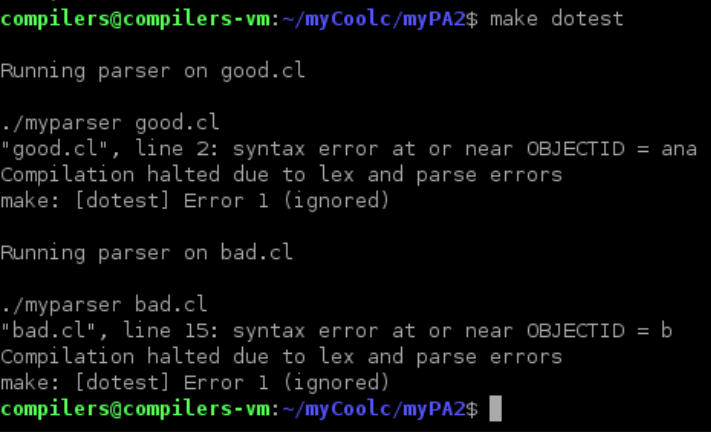 compilers@compilers-vm:~/myCoolc/myPA2$ make dotest
Running parser on good.cl
./myparser good.cl
"good.cl", line 2: syntax error at or near OBJECTID = ana
Compilation halted due to lex and parse errors
make: [dotest] Error 1 (ignored)
Running parser on bad.cl
./myparser bad.cl
"bad.cl", line 15: syntax error at or near OBJECTID = b
Compilation halted due to lex and parse errors
make: [dotest] Error 1 (ignored)
compilers@compilers-vm:~/myCoolc/myPA2$